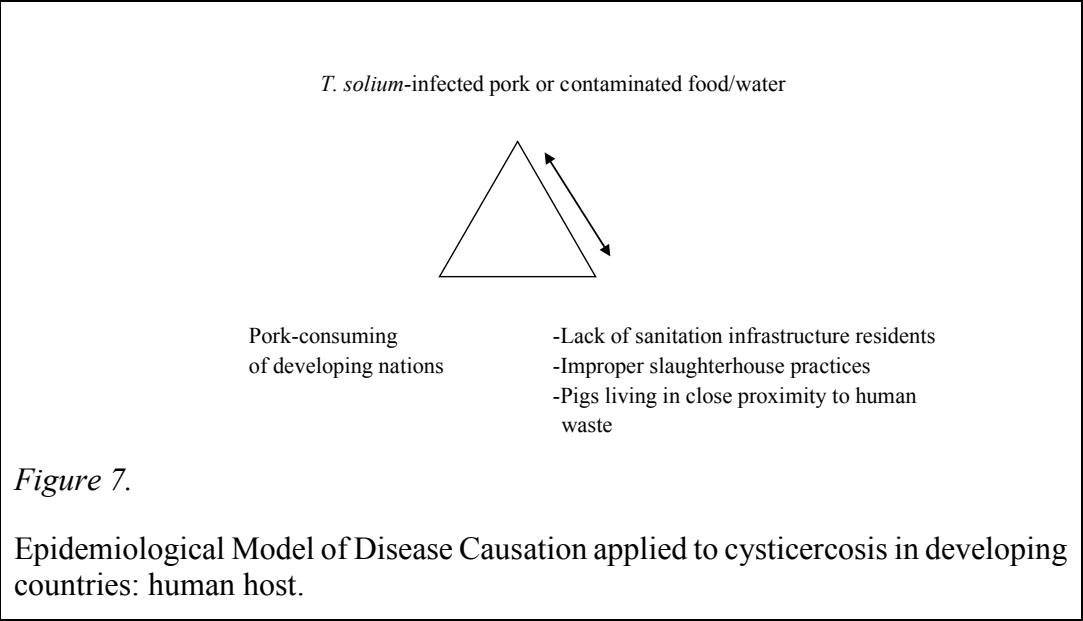 T. solium-infected pork or contaminated food/water
Pork-consuming
of developing nations
-Lack of sanitation infrastructure residents
-Improper slaughterhouse practices
-Pigs living in close proximity to human
waste
Figure 7.
Epidemiological Model of Disease Causation applied to cysticercosis in developing
countries: human host.